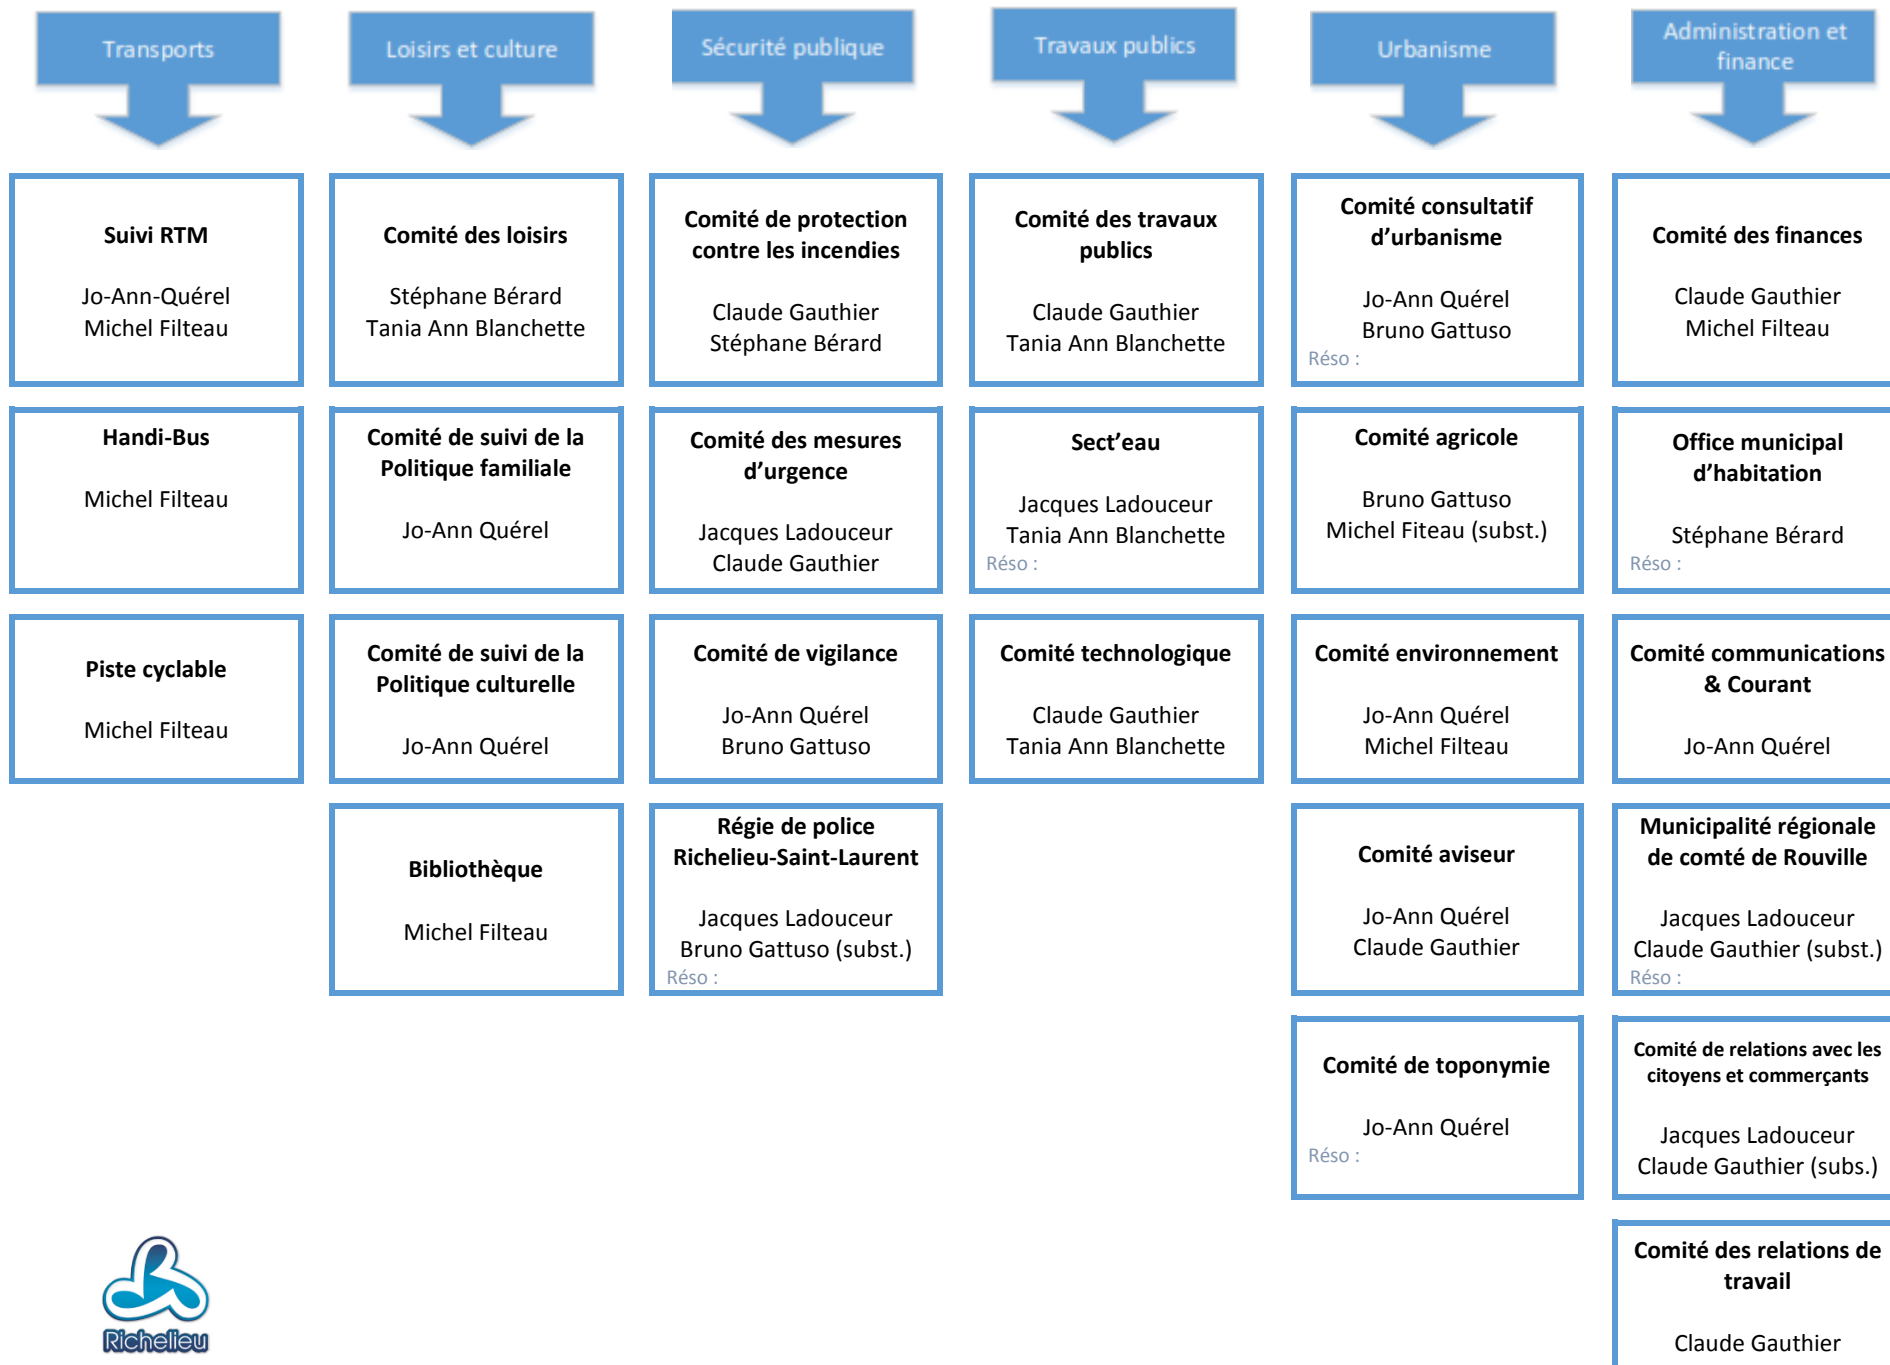 Transports
Suivi RTM
Jo-Ann-Quérel
Michel Filteau
Handi-Bus
Michel Filteau
Piste cyclable
Michel Filteau
Loisirs et culture
Comité des loisirs
Stéphane Bérard
Tania Ann Blanchette
Comité de suivi de la
Politique familiale
Jo-Ann Quérel
Comité de suivi de la
Politique culturelle
Jo-Ann Quérel
Bibliothèque
Michel Filteau
Sécurité publique
Comité de protection
contre les incendies
Claude Gauthier
Stéphane Bérard
Comité des mesures
d’urgence
Jacques Ladouceur
Claude Gauthier
Comité de vigilance
Jo-Ann Quérel
Bruno Gattuso
Régie de police
Richelieu-Saint-Laurent
Jacques Ladouceur
Bruno Gattuso (subst.)
Réso :
Travaux publics
Comité des travaux
publics
Claude Gauthier
Tania Ann Blanchette
Sect’eau
Jacques Ladouceur
Tania Ann Blanchette
Réso :
Comité technologique
Claude Gauthier
Tania Ann Blanchette
Urbanisme
Comité consultatif
d’urbanisme
Jo-Ann Quérel
Bruno Gattuso
Réso :
Comité agricole
Bruno Gattuso
Michel Fiteau (subst.)
Comité environnement
Jo-Ann Quérel
Michel Filteau
Comité aviseur
Jo-Ann Quérel
Claude Gauthier
Comité de toponymie
Jo-Ann Quérel
Réso :
Administration et
finance
Comité des finances
Claude Gauthier
Michel Filteau
Office municipal
d’habitation
Stéphane Bérard
Réso :
Comité communications
& Courant
Jo-Ann Quérel
Municipalité régionale
de comté de Rouville
Jacques Ladouceur
Claude Gauthier (subst.)
Réso :
Comité de relations avec les
citoyens et commerçants
Jacques Ladouceur
Claude Gauthier (subs.)
Comité des relations de
travail
Claude Gauthier
Richelieu